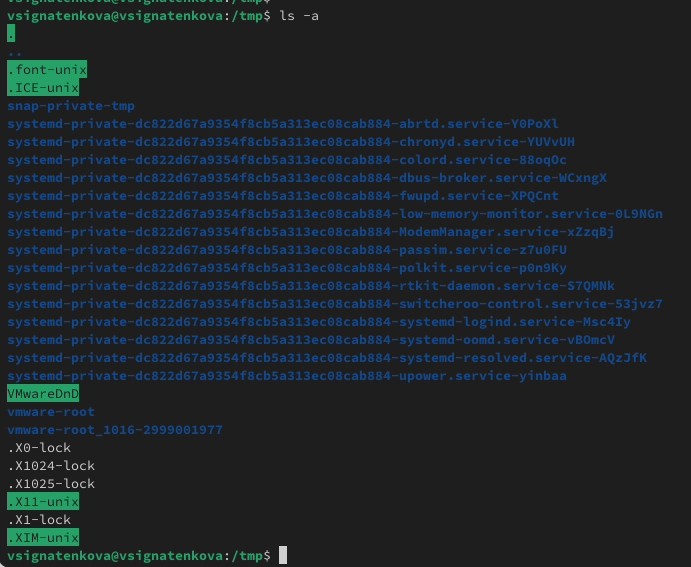 vsignatenkova@vsignatenkova:/tmp$ ls -a
.
..
.font-unix
.ICE-unix
snap-private-tmp
systemd-private-dc822d67a9354f8cb5a313ec08cab884-abrtd.service-Y0PoXl
systemd-private-dc822d67a9354f8cb5a313ec08cab884-chronyd.service-YUVvUH
systemd-private-dc822d67a9354f8cb5a313ec08cab884-colord.service-88oqOc
systemd-private-dc822d67a9354f8cb5a313ec08cab884-dbus-broker.service-WCxngX
systemd-private-dc822d67a9354f8cb5a313ec08cab884-fwupd.service-XPQCnt
systemd-private-dc822d67a9354f8cb5a313ec08cab884-low-memory-monitor.service-0L9NGn
systemd-private-dc822d67a9354f8cb5a313ec08cab884-ModemManager.service-xZzqBj
systemd-private-dc822d67a9354f8cb5a313ec08cab884-passim.service-z7u0FU
systemd-private-dc822d67a9354f8cb5a313ec08cab884-polkit.service-p0n9Ky
systemd-private-dc822d67a9354f8cb5a313ec08cab884-rtkit-daemon.service-S7QMNk
systemd-private-dc822d67a9354f8cb5a313ec08cab884-switcheroo-control.service-53jvz7
systemd-private-dc822d67a9354f8cb5a313ec08cab884-systemd-logind.service-Msc4Iy
systemd-private-dc822d67a9354f8cb5a313ec08cab884-systemd-oomd.service-vBOmcV
systemd-private-dc822d67a9354f8cb5a313ec08cab884-systemd-resolved.service-AQzJfK
systemd-private-dc822d67a9354f8cb5a313ec08cab884-upower.service-yinbaa
VMwareDnD
vmware-root
vmware-root_1016-2999001977
.X0-lock
.X1024-lock
.X1025-lock
.X11-unix
.X1-lock
.XIM-unix
vsignatenkova@vsignatenkova:/tmp$